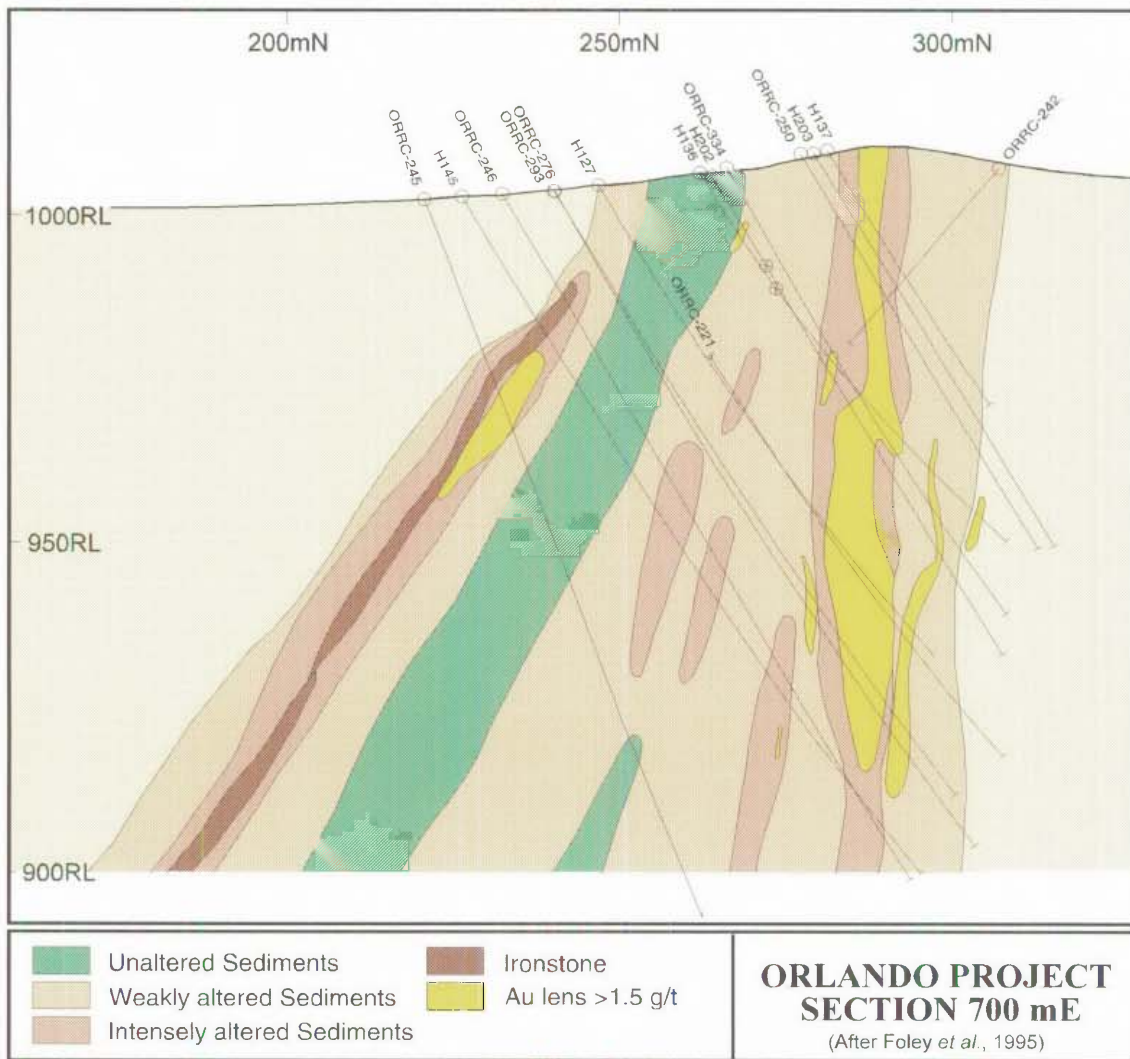 200mN
250mN
300mN
ORRC-245
H145
ORRC-246
ORRC-293
ORRC-276
H127
H136
H202
ORRC-334
ORRC-250
H203
H137
ORRC-242
1000RL
ORRC-221
950RL
900RL
Unaltered Sediments
Weakly altered Sediments
Intensely altered Sediments
Ironstone
Au lens >1.5 g/t
ORLANDO PROJECT
SECTION 700 mE
(After Foley et al., 1995)